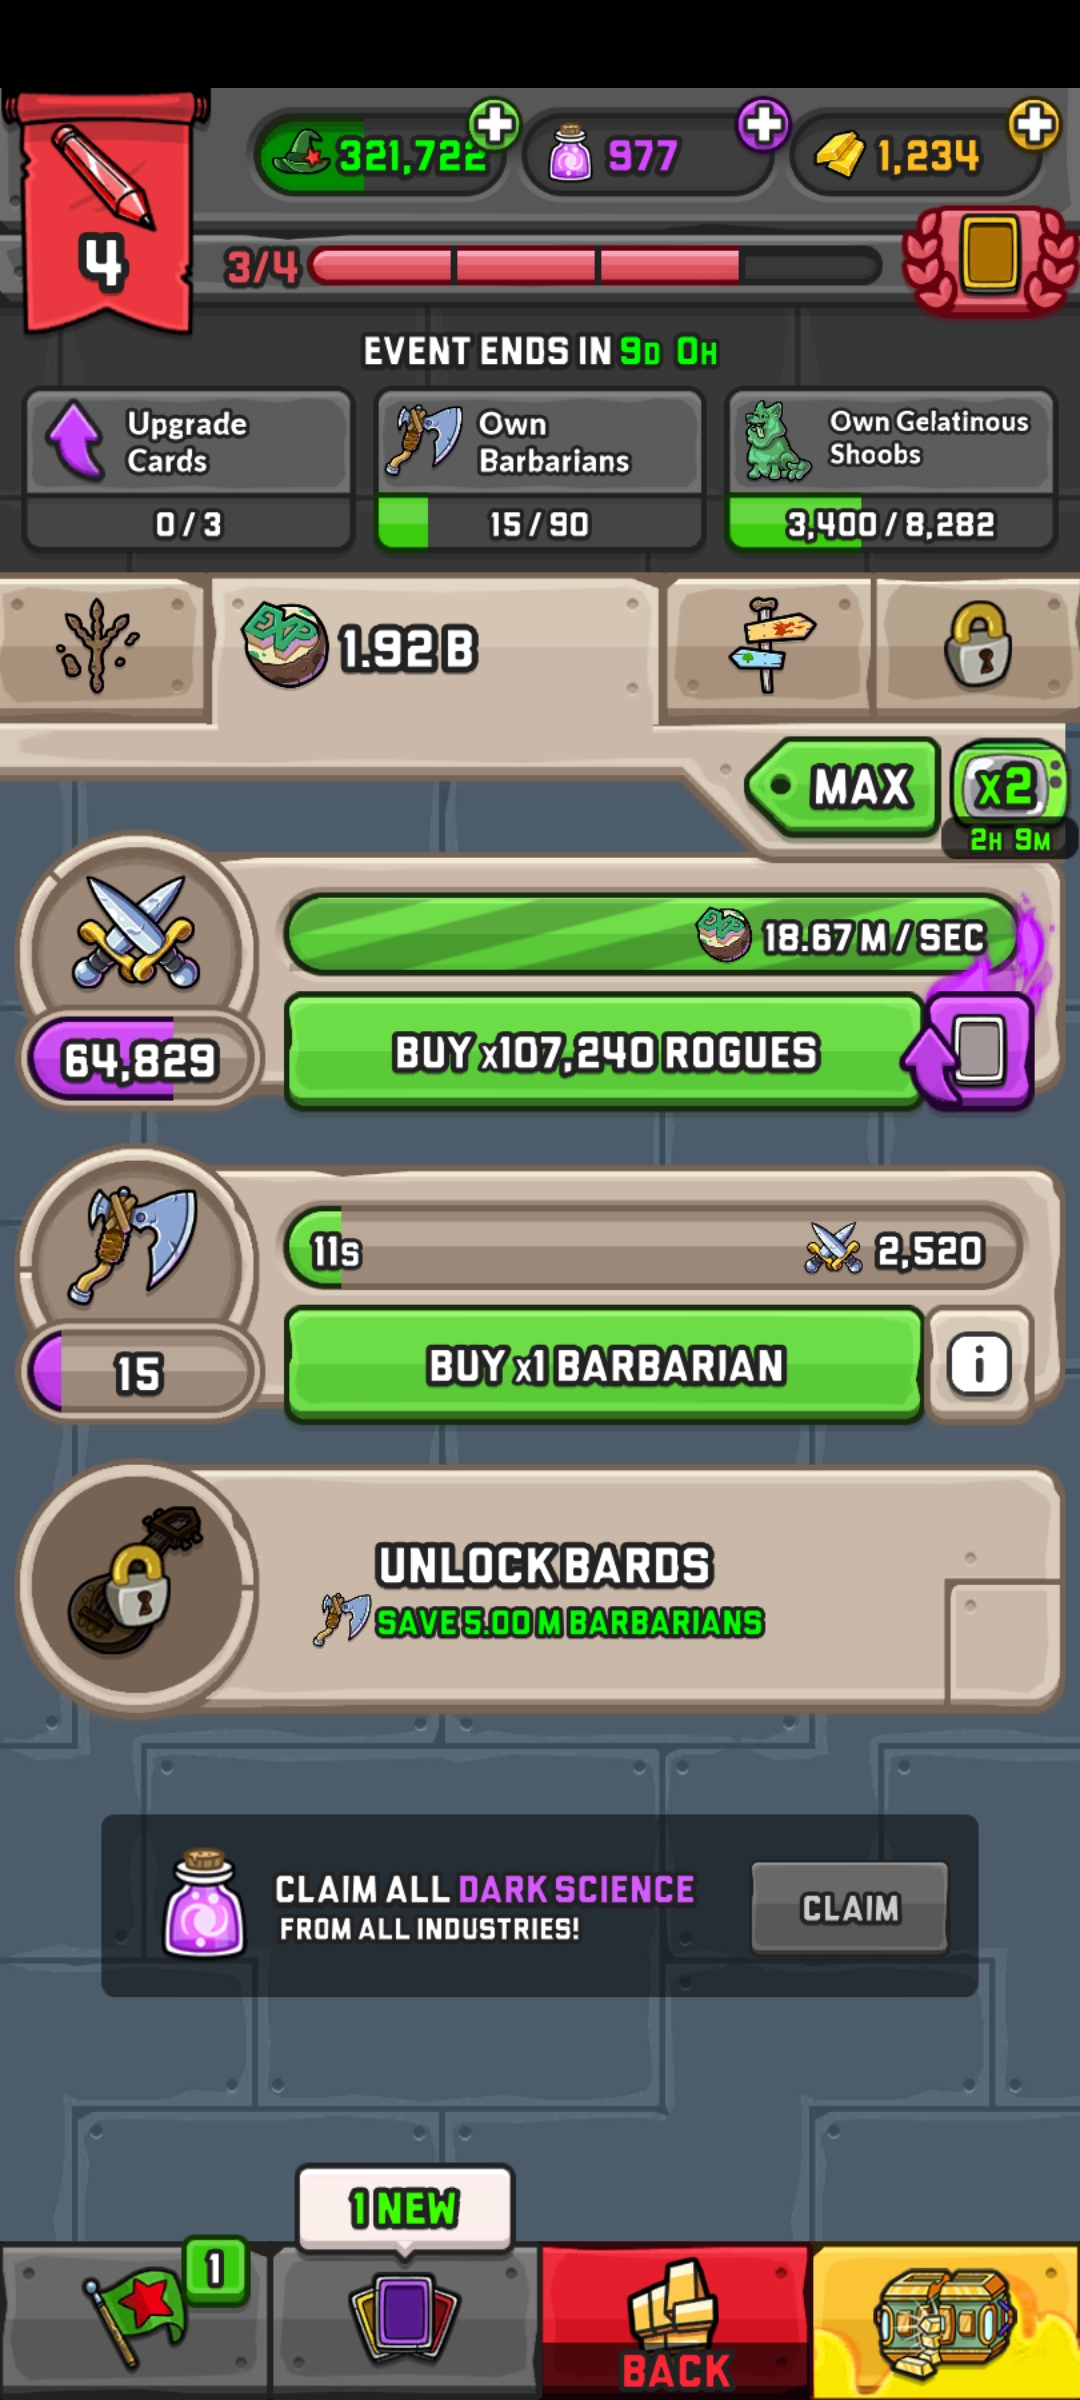 321,722
977
1,234
4
3/4
EVENT ENDS IN 9D 0H
Upgrade
Cards
0 / 3
Own
Barbarians
15 / 90
Own Gelatinous
Shoobs
3,400 / 8,282
EXP
1.92 B
MAX
x2
2H 9M
EXP
18.67 M / SEC
64,829
BUY x107,240 ROGUES
11s
2,520
15
BUY x1 BARBARIAN
i
UNLOCK BARDS
SAVE 5.00 M BARBARIANS
CLAIM ALL DARK SCIENCE
FROM ALL INDUSTRIES!
CLAIM
1 NEW
1
BACK